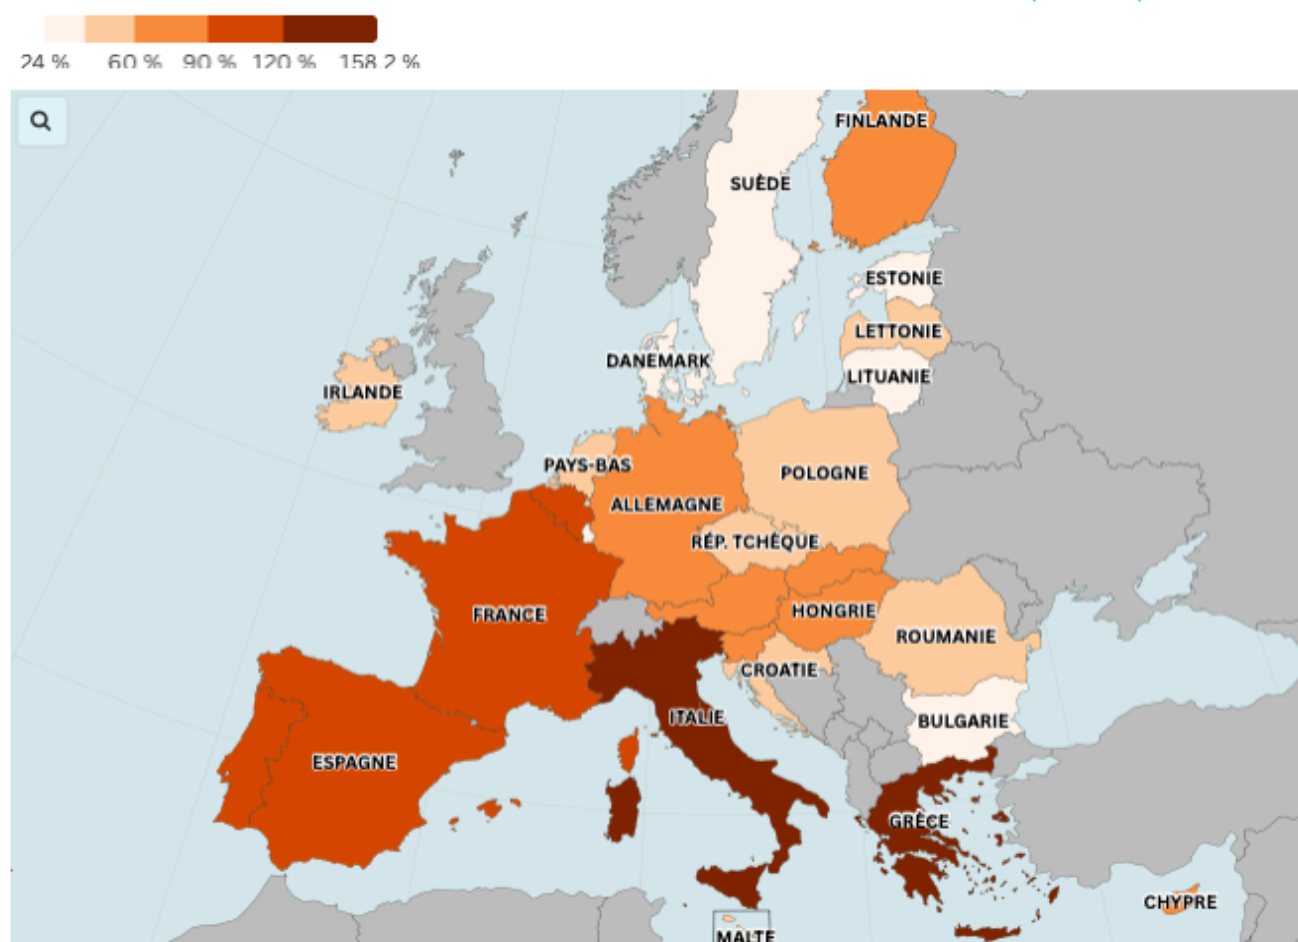 24 % 60 % 90 % 120 % 158.2 %
FINLANDE
SUÈDE
ESTONIE
LETTONIE
DANEMARK
LITUANIE
IRLANDE
PAYS-BAS
POLOGNE
ALLEMAGNE
RÉP. TCHÈQUE
FRANCE
HONGRIE
ROUMANIE
CROATIE
ITALIE
BULGARIE
ESPAGNE
GRÈCE
CHYPRE
MALTE